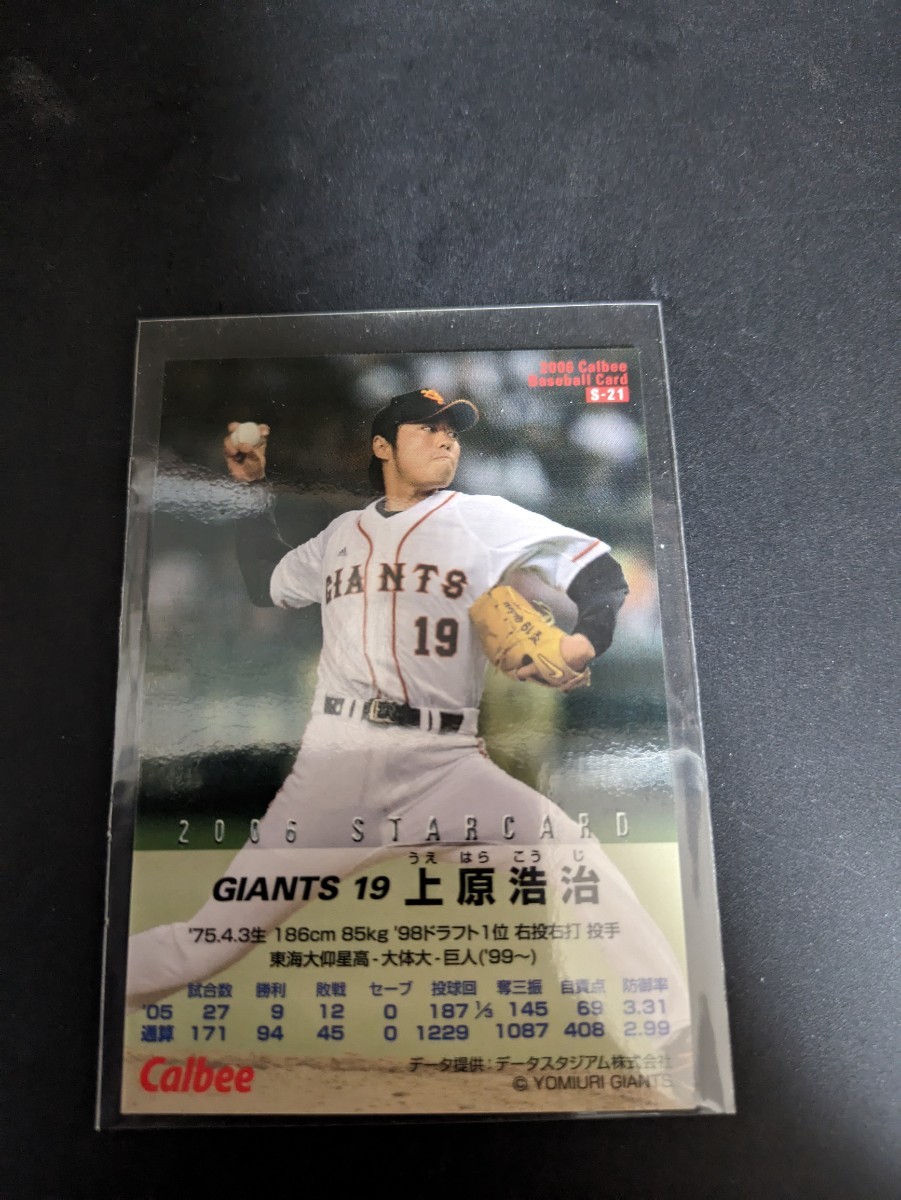 2006 Calbee
Baseball Card
S-21
GIANTS
19
2006 STARCARD
うえ はら こう じ
GIANTS 19 上原浩治
'75.4.3生 186cm 85kg '98ドラフト1位 右投右打 投手
東海大仰星高-大体大-巨人('99〜)
試合数 勝利 敗戦 セーブ 投球回 奪三振 自責点 防御率
'05 27 9 12 0 187 1/3 145 69 3.31
通算 171 94 45 0 1229 1087 408 2.99
Calbee
データ提供：データスタジアム株式会社
© YOMIURI GIANTS